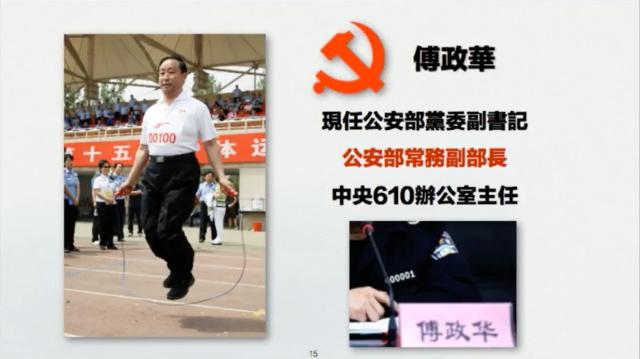 傅政華
現任公安部黨委副書記
公安部常務副部長
中央610辦公室主任
第十五
体运
00100
000001
傅政华
15